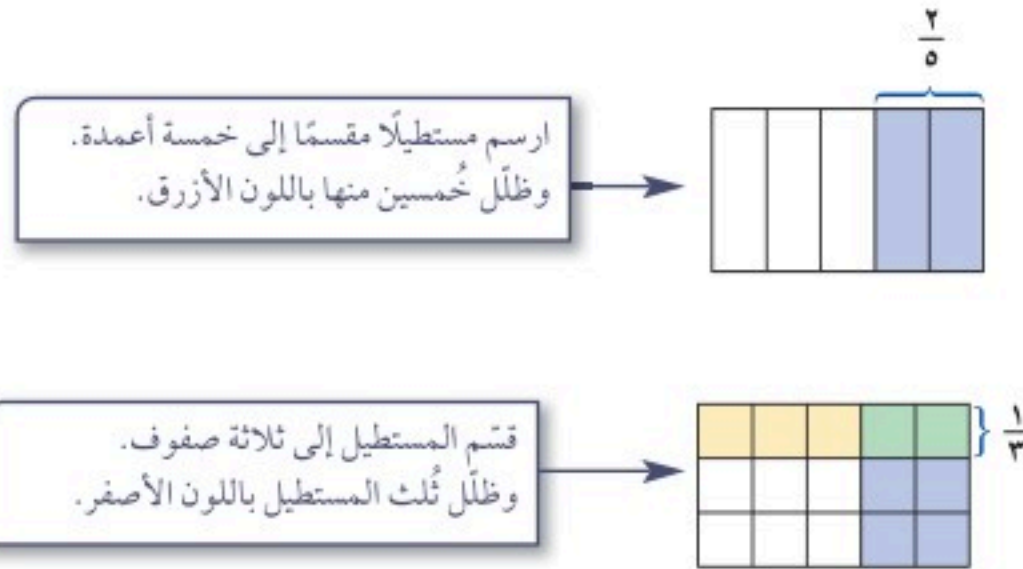 ٢
٥
ارسم مستطيلًا مقسمًا إلى خمسة أعمدة.
وظلّل خُمسين منها باللون الأزرق.
قسّم المستطيل إلى ثلاثة صفوف.
وظلّل ثُلث المستطيل باللون الأصفر.
١
٣